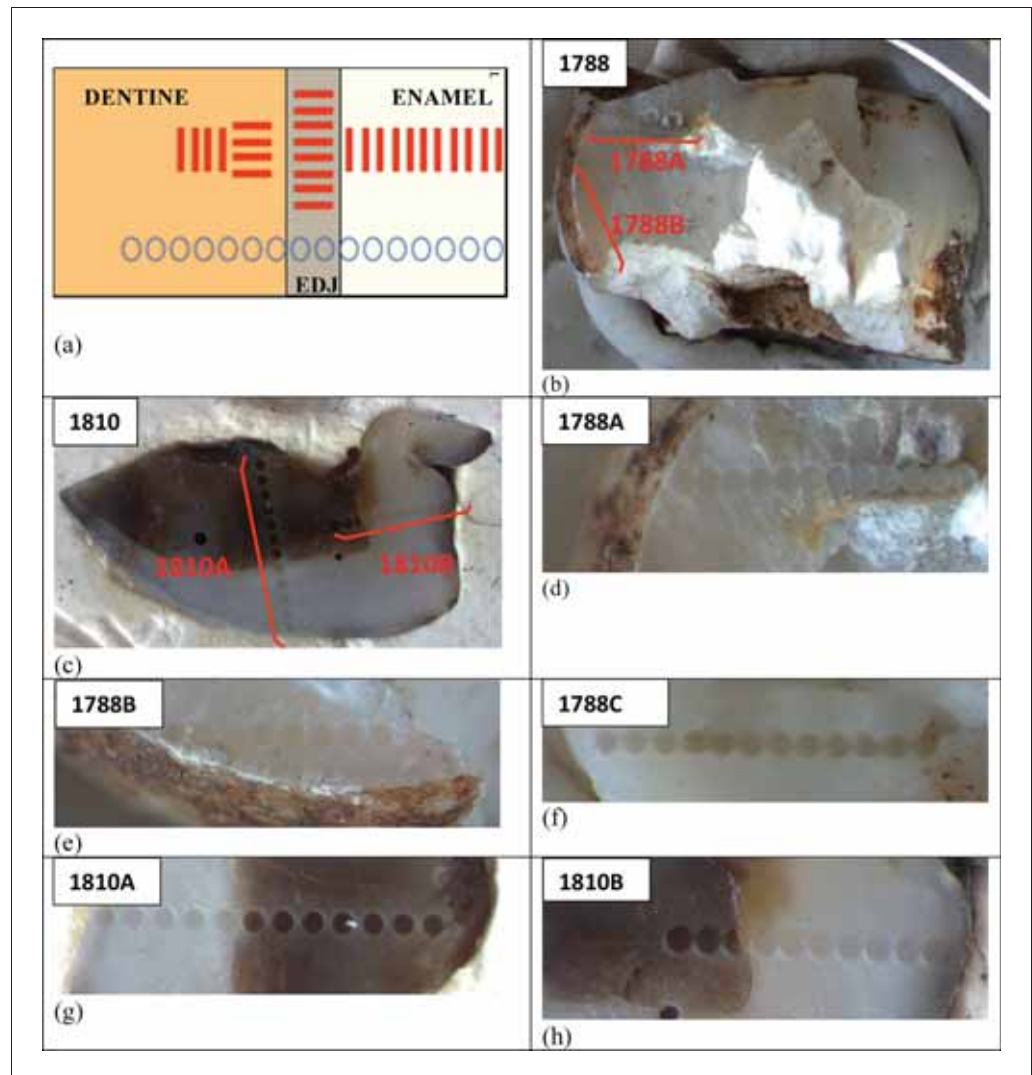 DENTINE
ENAMEL
EDJ
(a)
1788
1788A
1788B
(b)
1810
1810A
1810B
(c)
1788A
(d)
1788B
(e)
1788C
(f)
1810A
(g)
1810B
(h)